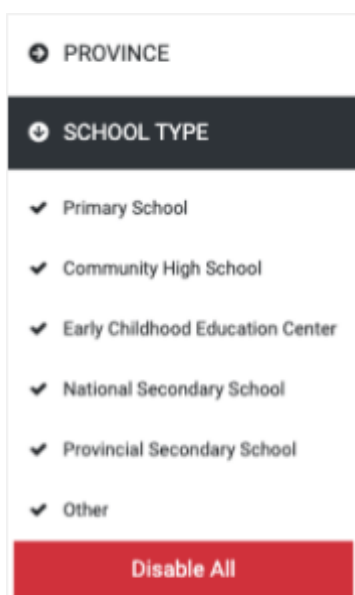 PROVINCE
SCHOOL TYPE
Primary School
Community High School
Early Childhood Education Center
National Secondary School
Provincial Secondary School
Other
Disable All